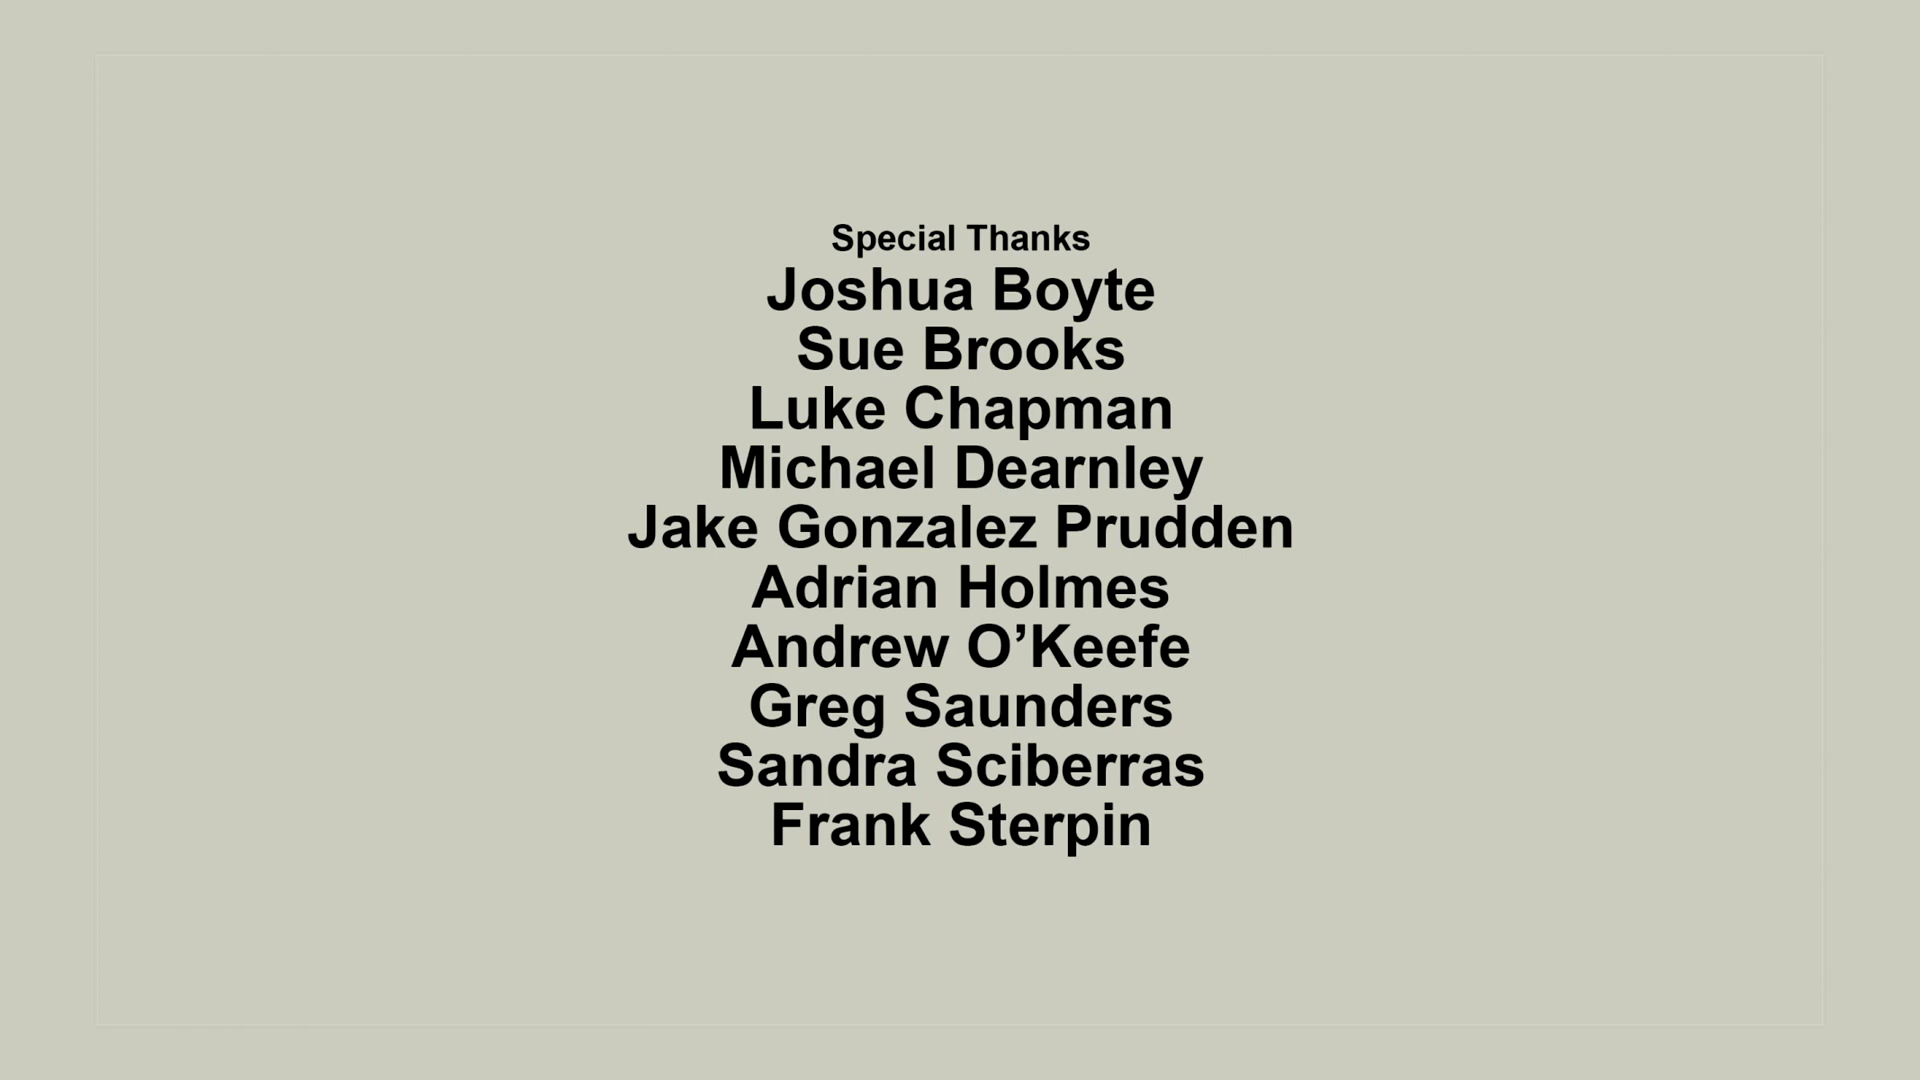 Special Thanks
Joshua Boyte
Sue Brooks
Luke Chapman
Michael Dearnley
Jake Gonzalez Prudden
Adrian Holmes
Andrew O’Keefe
Greg Saunders
Sandra Sciberras
Frank Sterpin